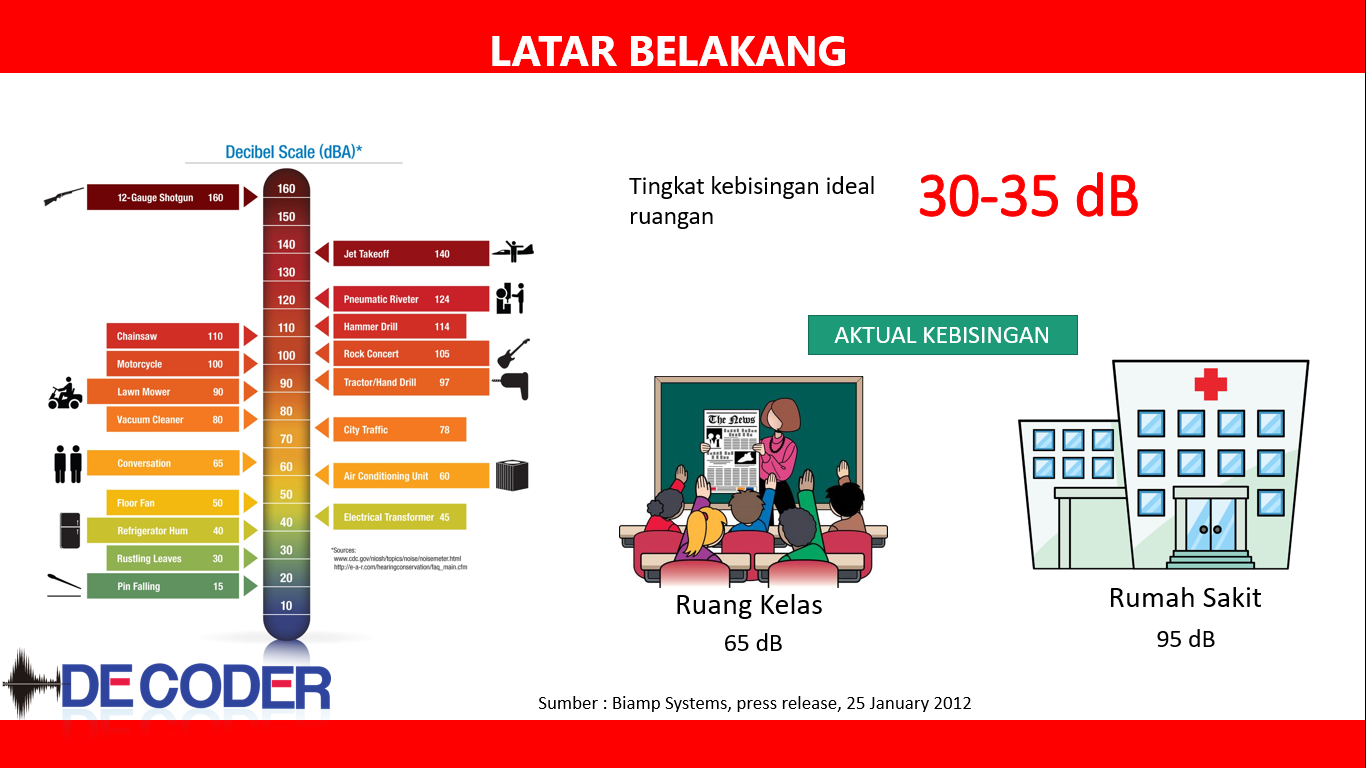 LATAR BELAKANG
Decibel Scale (dBA)*
160
150
140
130
120
110
100
90
80
70
60
50
40
30
20
10
12-Gauge Shotgun 160
Chainsaw 110
Motorcycle 100
Lawn Mower 90
Vacuum Cleaner 80
Conversation 65
Floor Fan 50
Refrigerator Hum 40
Rustling Leaves 30
Pin Falling 15
Jet Takeoff 140
Pneumatic Riveter 124
Hammer Drill 114
Rock Concert 105
Tractor/Hand Drill 97
City Traffic 78
Air Conditioning Unit 60
Electrical Transformer 45
*Sources:
www.cdc.gov/niosh/topics/noise/noisemeter.html
http://e-a-r.com/hearingconservation/faq_main.cfm
Tingkat kebisingan ideal
ruangan
30-35 dB
AKTUAL KEBISINGAN
The News
Ruang Kelas
65 dB
Rumah Sakit
95 dB
DECODER
Sumber : Biamp Systems, press release, 25 January 2012